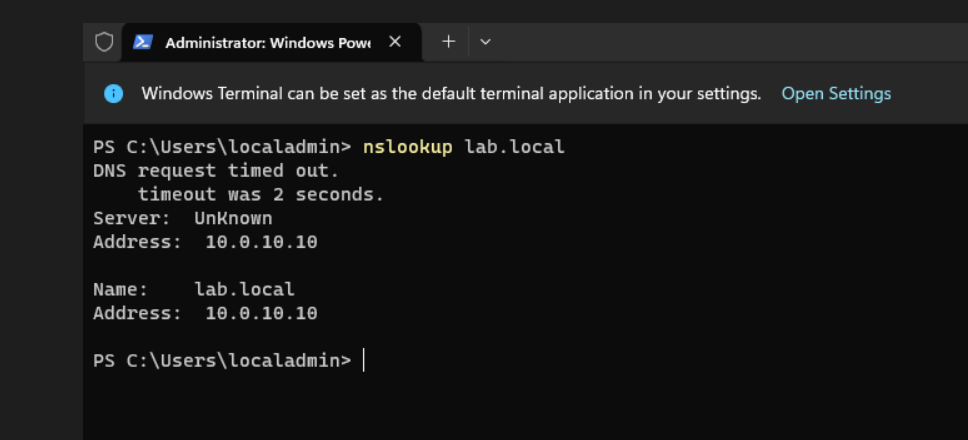 Administrator: Windows Powe
Windows Terminal can be set as the default terminal application in your settings. Open Settings
PS C:\Users\localadmin> nslookup lab.local
DNS request timed out.
    timeout was 2 seconds.
Server:  UnKnown
Address:  10.0.10.10

Name:    lab.local
Address:  10.0.10.10

PS C:\Users\localadmin>